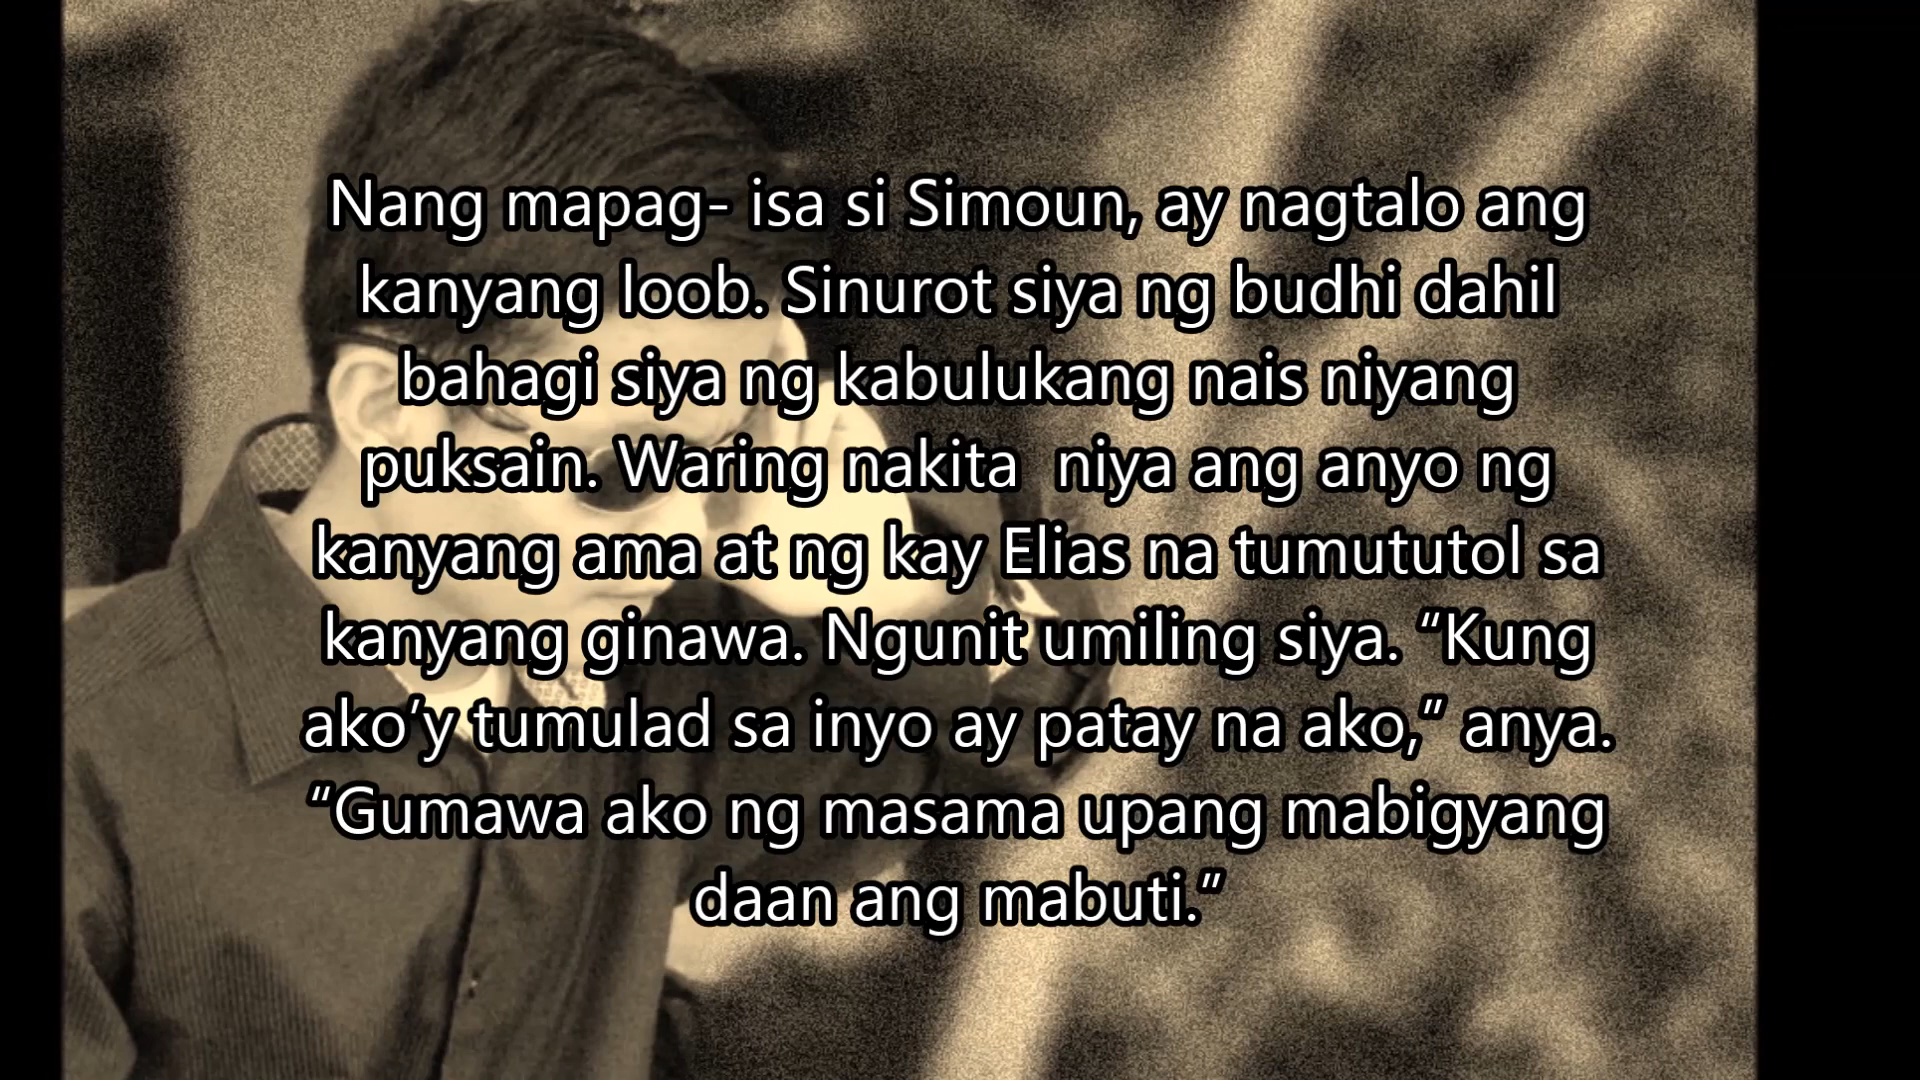 Nang mapag- isa si Simoun, ay nagtalo ang
kanyang loob. Sinurot siya ng budhi dahil
bahagi siya ng kabulukang nais niyang
puksain. Waring nakita  niya ang anyo ng
kanyang ama at ng kay Elias na tumututol sa
kanyang ginawa. Ngunit umiling siya. “Kung
ako’y tumulad sa inyo ay patay na ako,” anya.
“Gumawa ako ng masama upang mabigyang
daan ang mabuti.”